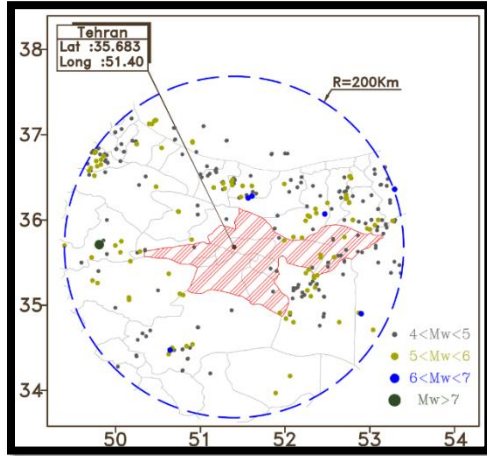 Tehran
Lat :35.683
Long :51.40
R=200Km
38
37
36
35
34
4<Mw<5
5<Mw<6
6<Mw<7
Mw>7
50
51
52
53
54